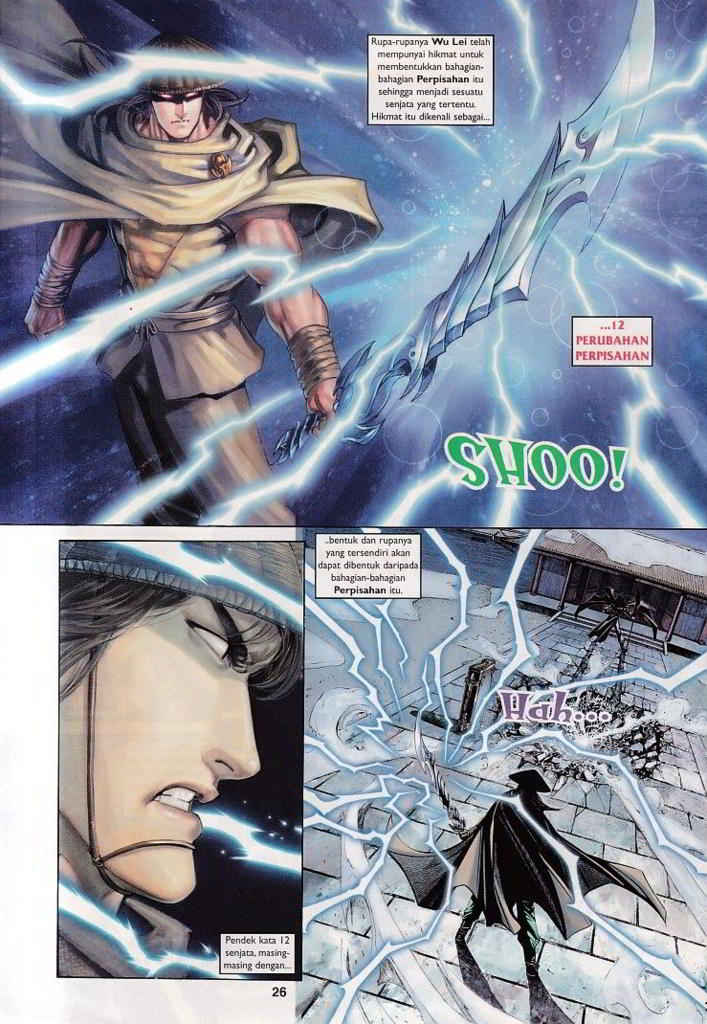 Rupa-rupanya Wu Lei telah
mempunyai hikmat untuk
membentukkan bahagian-
bahagian Perpisahan itu
sehingga menjadi sesuatu
senjata yang tertentu.
Hikmat itu dikenali sebagai...
...12
PERUBAHAN
PERPISAHAN
SHOO!
Pendek kata 12
senjata, masing-
masing dengan...
..bentuk dan rupanya
yang tersendiri akan
dapat dibentuk daripada
bahagian-bahagian
Perpisahan itu.
Hah...
26